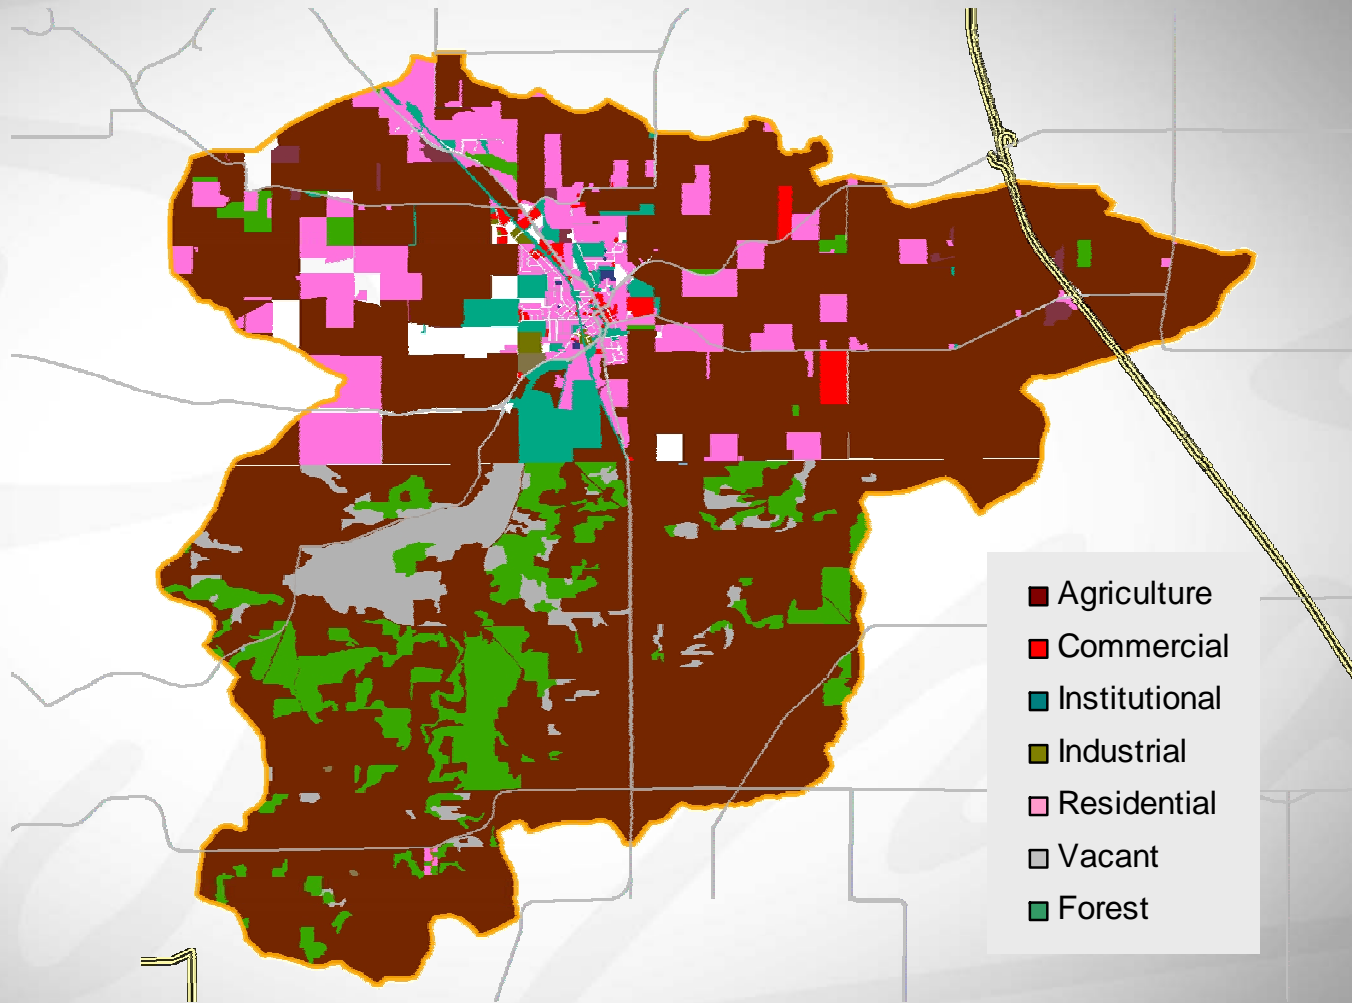 Agriculture
Commercial
Institutional
Industrial
Residential
Vacant
Forest